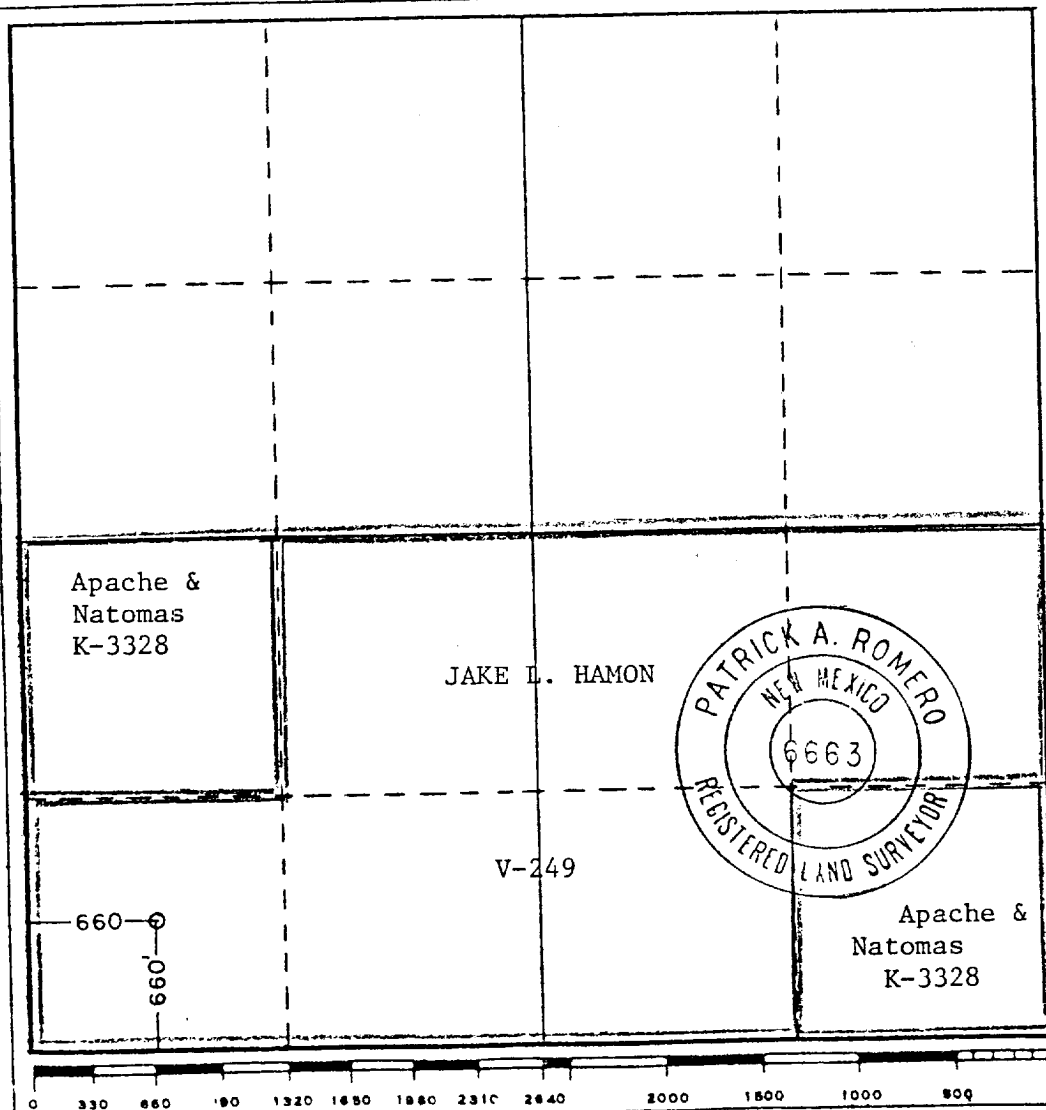 Apache &
Natomas
K-3328
JAKE L. HAMON
PATRICK A. ROMERO
NEW MEXICO
6663
REGISTERED LAND SURVEYOR
V-249
660
660'
Apache &
Natomas
K-3328
0 330 660 190 1320 1650 1980 2310 2640 2000 1500 1000 500